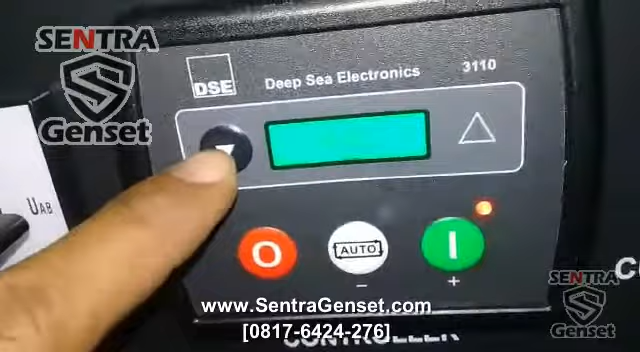 SENTRA
Genset
DSE
Deep Sea Electronics
3110
UAB
O
AUTO
I
−
+
SENTRA
Genset
www.SentraGenset.com
[0817-6424-276]
CONTROLLER